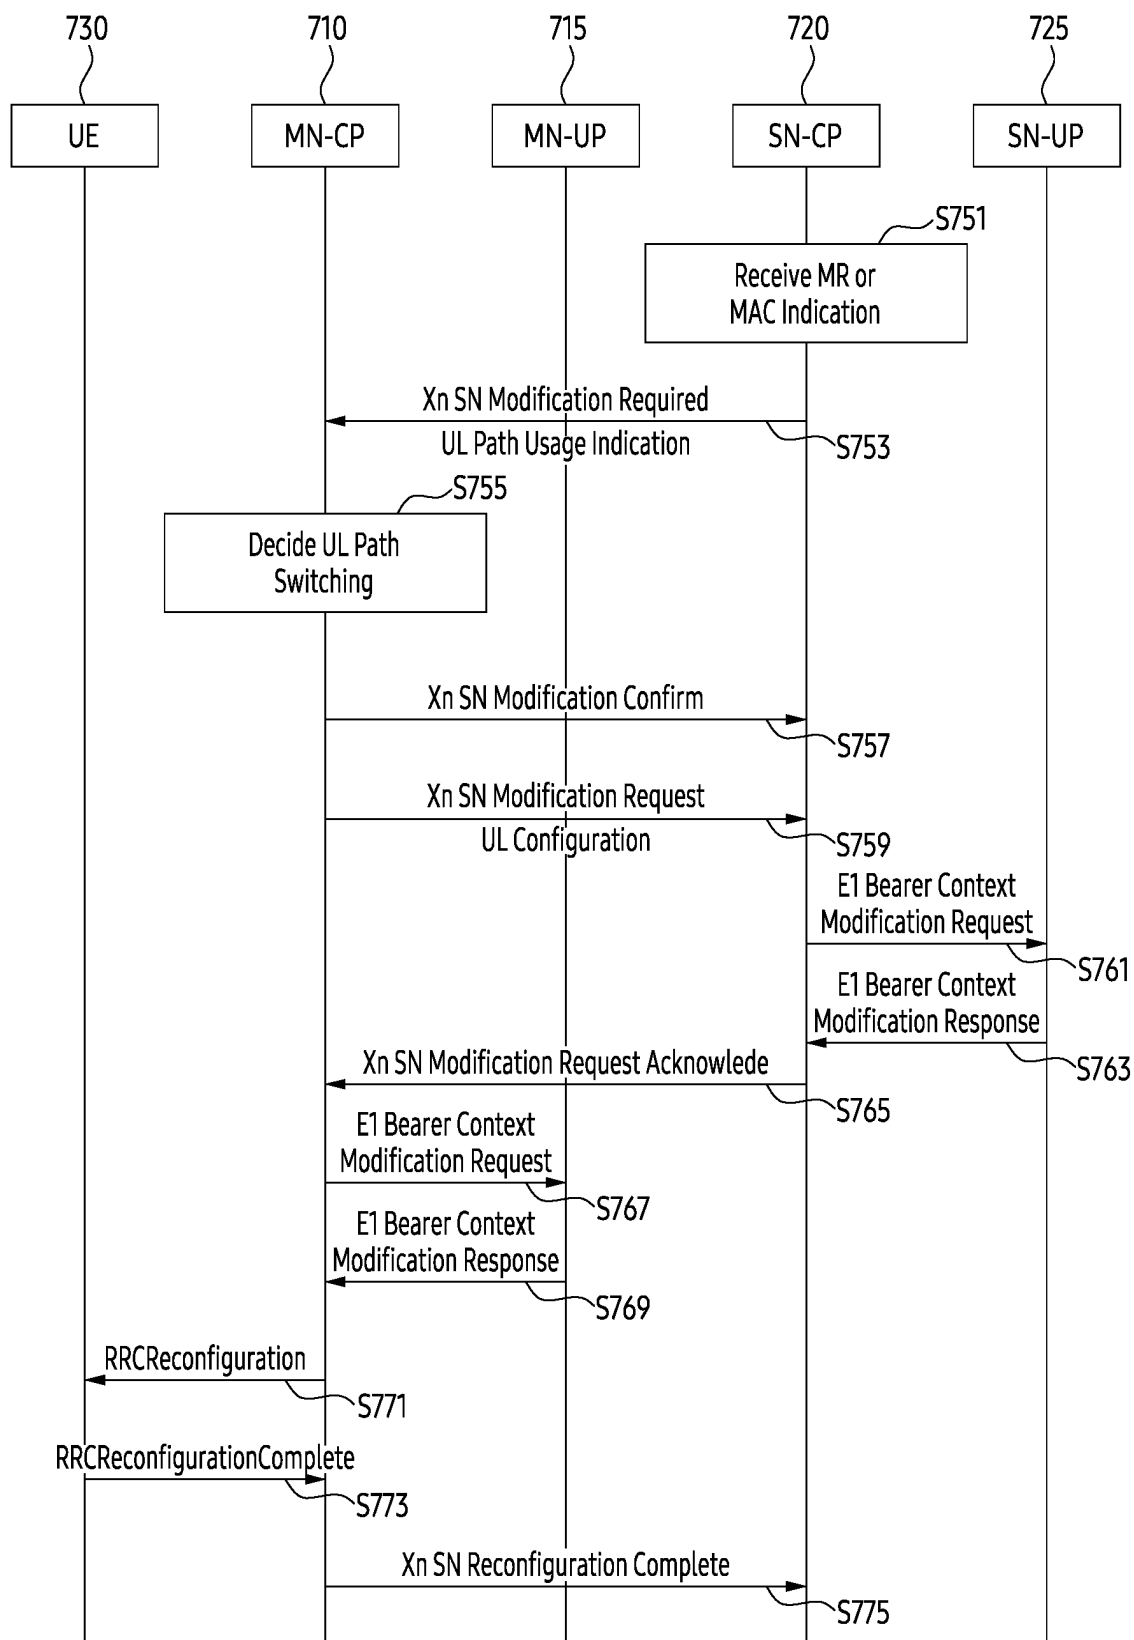 730 710 715 720 725
UE MN-CP MN-UP SN-CP SN-UP
S751
Receive MR or
MAC Indication
Xn SN Modification Required
UL Path Usage Indication
S753
S755
Decide UL Path
Switching
Xn SN Modification Confirm
S757
Xn SN Modification Request
UL Configuration
S759
E1 Bearer Context
Modification Request
S761
E1 Bearer Context
Modification Response
S763
Xn SN Modification Request Acknowlede
S765
E1 Bearer Context
Modification Request
S767
E1 Bearer Context
Modification Response
S769
RRCReconfiguration
S771
RRCReconfigurationComplete
S773
Xn SN Reconfiguration Complete
S775